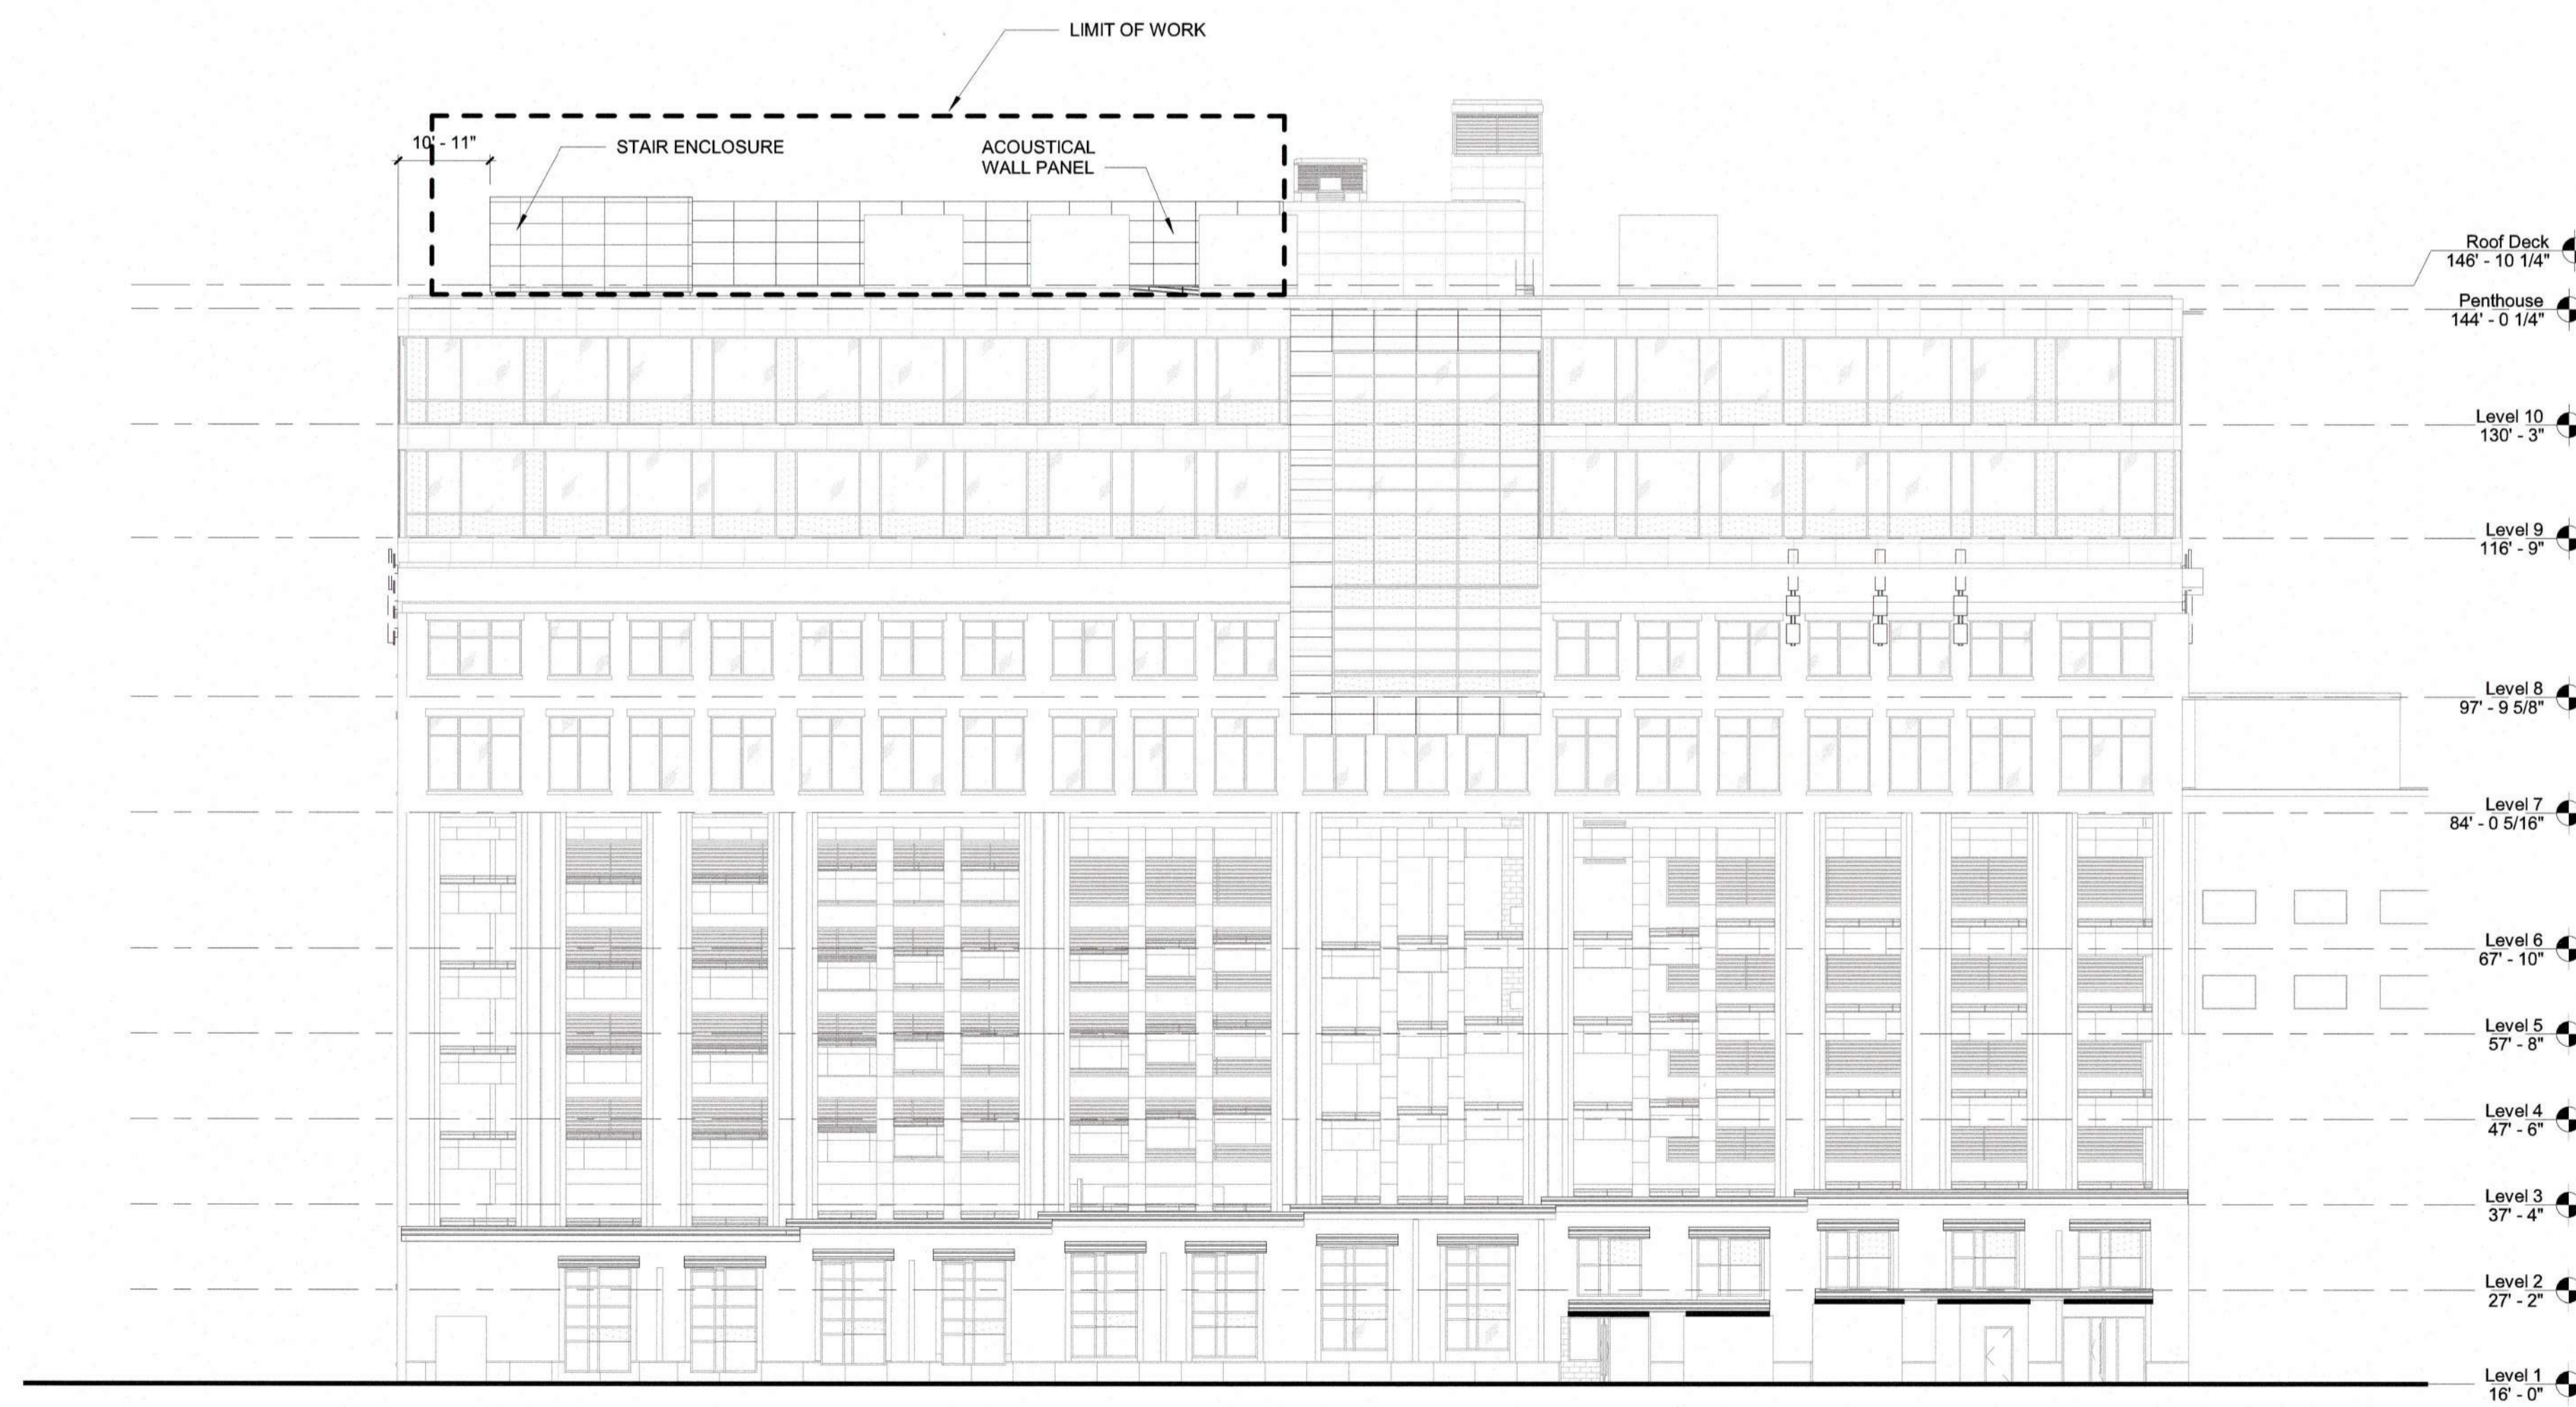 LIMIT OF WORK
10' - 11"
STAIR ENCLOSURE
ACOUSTICAL
WALL PANEL
Roof Deck
146' - 10 1/4"
Penthouse
144' - 0 1/4"
Level 10
130' - 3"
Level 9
116' - 9"
Level 8
97' - 9 5/8"
Level 7
84' - 0 5/16"
Level 6
67' - 10"
Level 5
57' - 8"
Level 4
47' - 6"
Level 3
37' - 4"
Level 2
27' - 2"
Level 1
16' - 0"